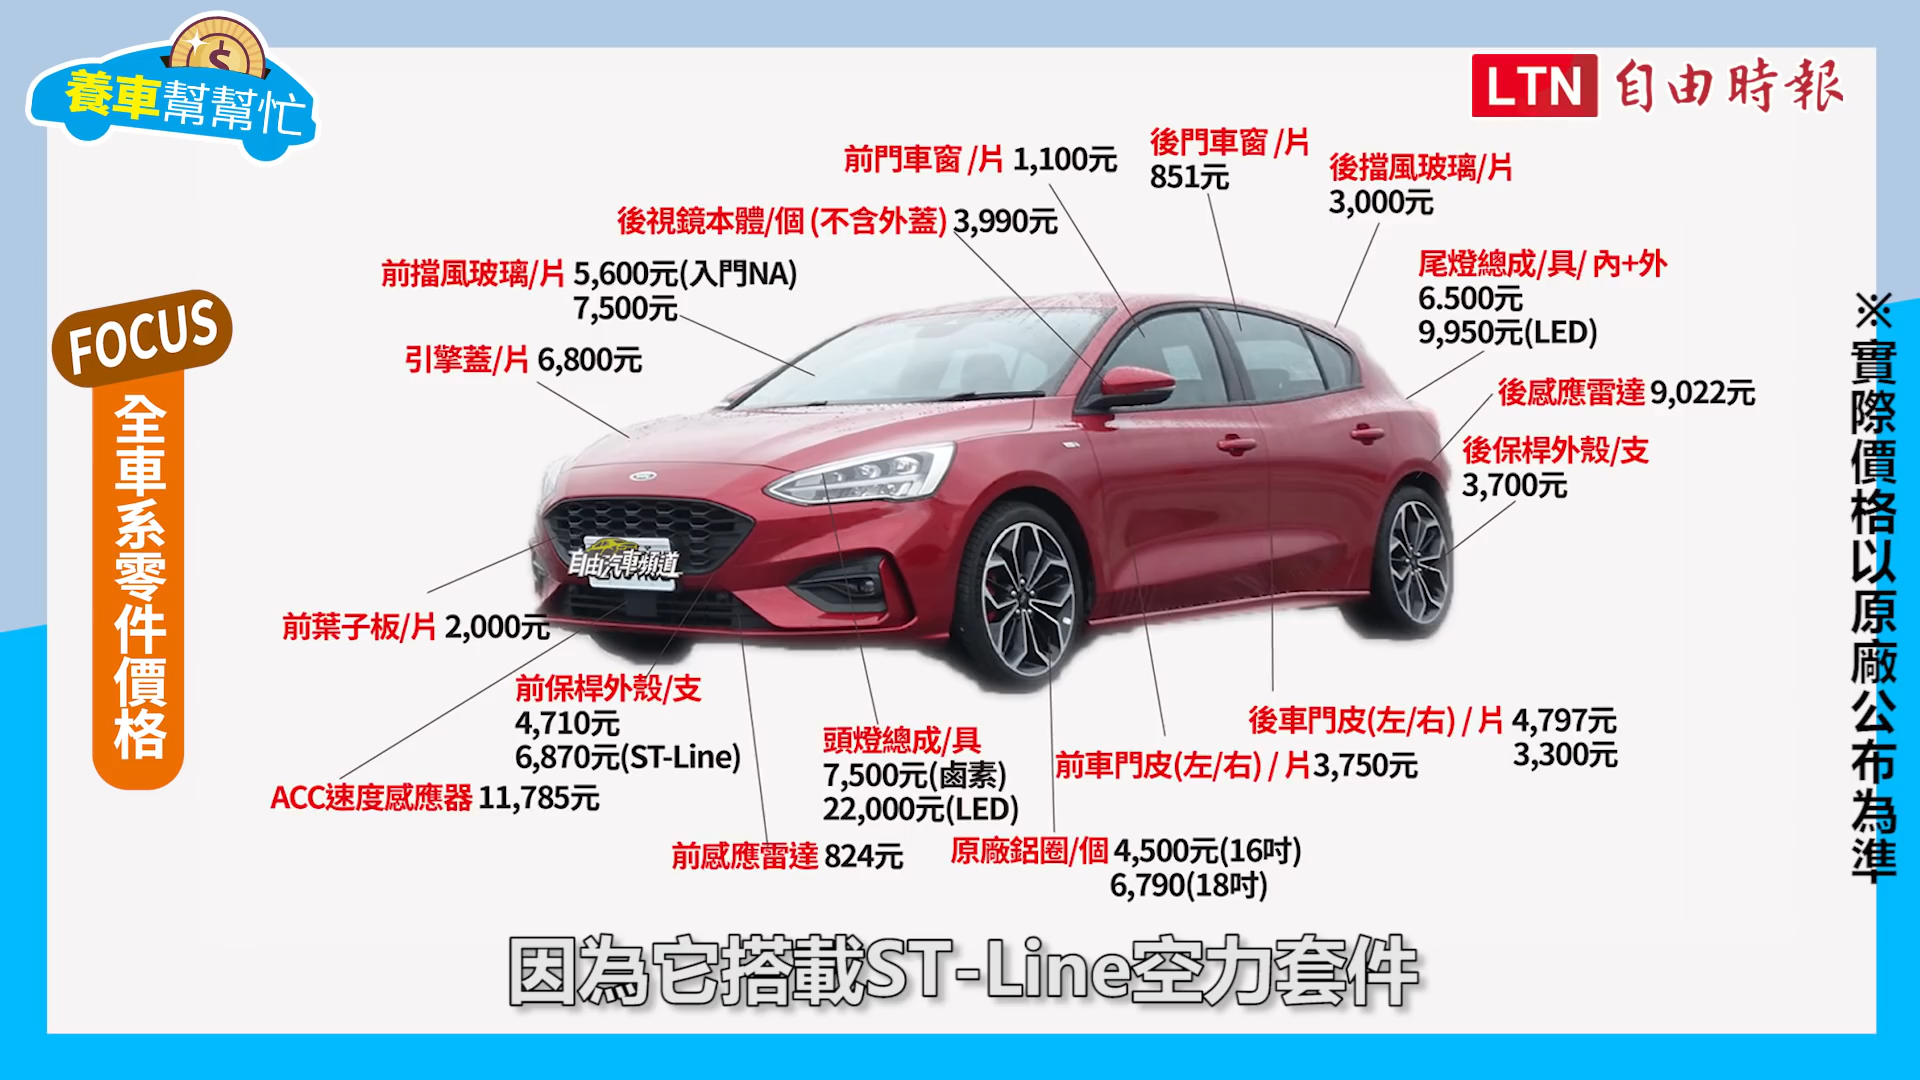 養車幫幫忙
LTN 自由時報
FOCUS
全車系零件價格
前門車窗 /片 1,100元
後門車窗 /片
851元
後擋風玻璃/片
3,000元
後視鏡本體/個 (不含外蓋) 3,990元
前擋風玻璃/片 5,600元(入門NA)
7,500元
引擎蓋/片 6,800元
尾燈總成/具/ 內+外
6.500元
9,950元(LED)
後感應雷達 9,022元
後保桿外殼/支
3,700元
自由汽車頻道
前葉子板/片 2,000元
前保桿外殼/支
4,710元
6,870元(ST-Line)
ACC速度感應器 11,785元
前感應雷達 824元
頭燈總成/具
7,500元(鹵素)
22,000元(LED)
原廠鋁圈/個 4,500元(16吋)
6,790(18吋)
前車門皮(左/右) / 片3,750元
後車門皮(左/右) / 片 4,797元
3,300元
※實際價格以原廠公布為準
因為它搭載ST-Line空力套件